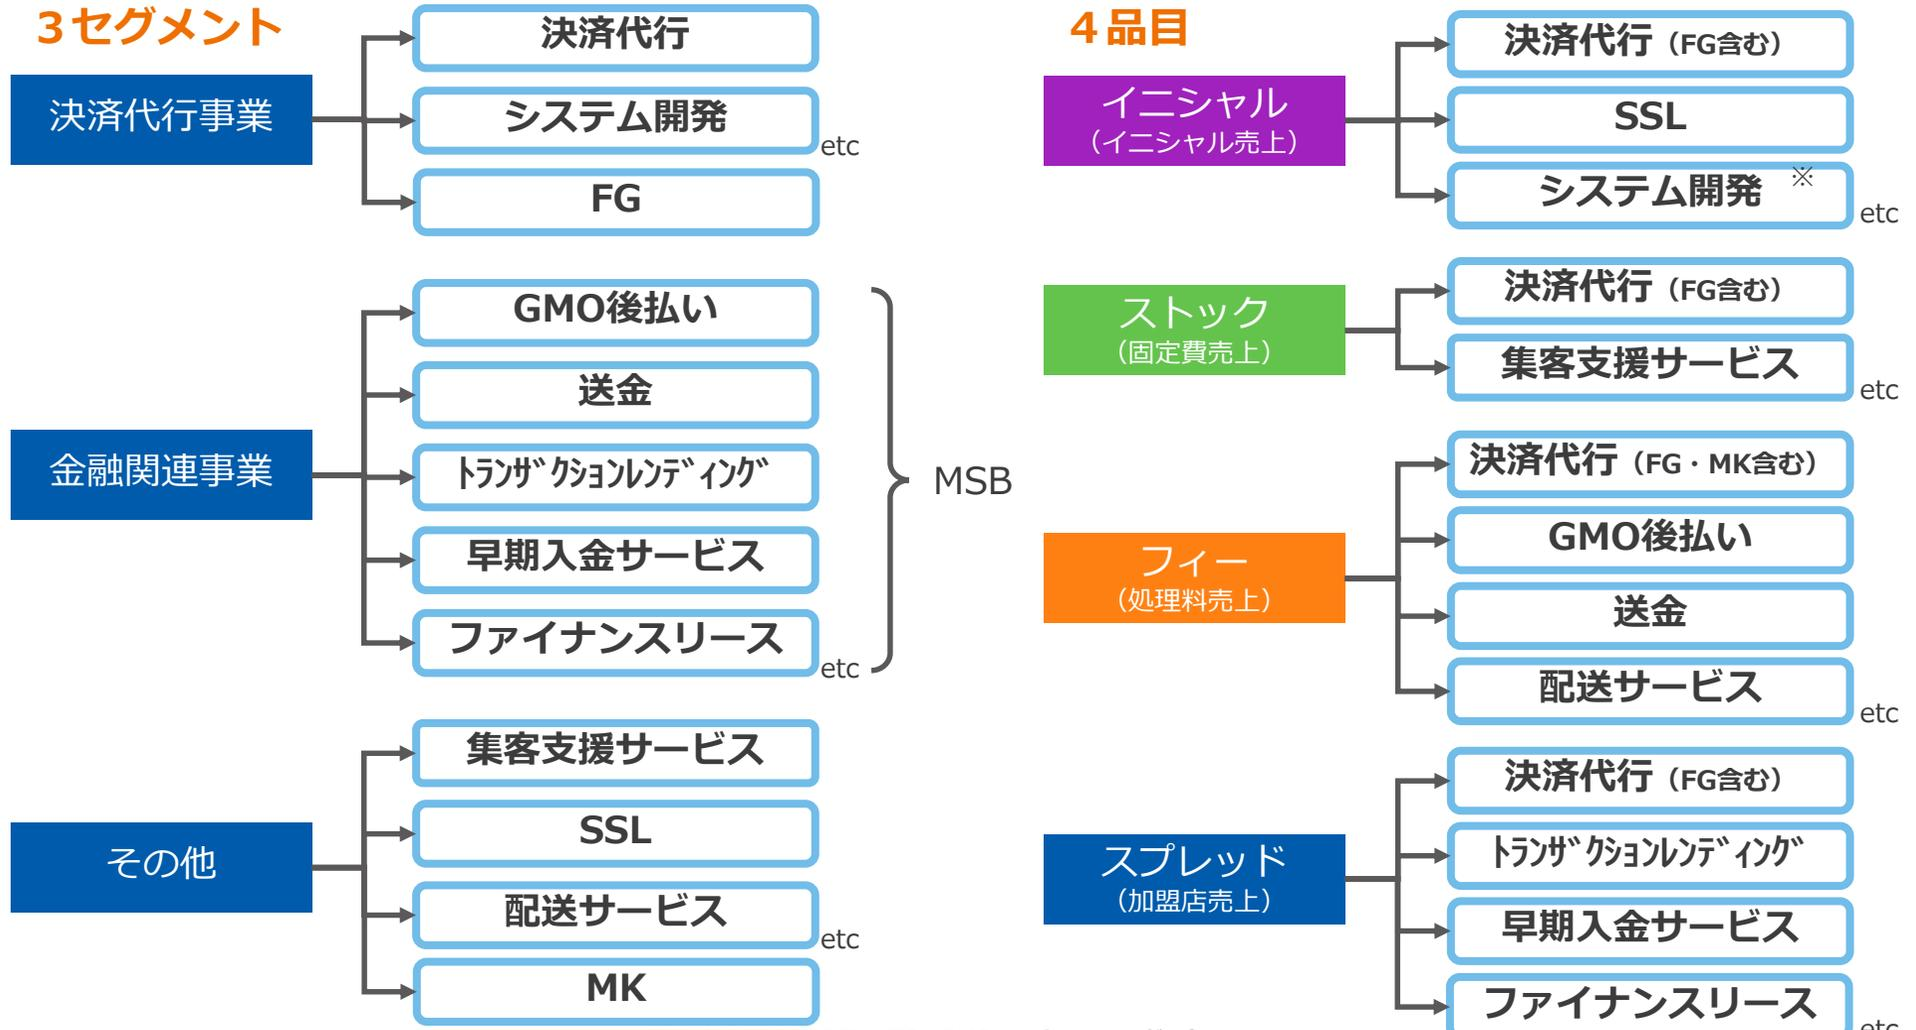 3セグメント
決済代行事業
決済代行
システム開発
etc
FG
金融関連事業
GMO後払い
送金
ﾄﾗﾝｻﾞｸｼｮﾝﾚﾝﾃﾞｨﾝｸﾞ
早期入金サービス
ファイナンスリース
etc
MSB
その他
集客支援サービス
SSL
配送サービス
etc
MK
4品目
イニシャル
（イニシャル売上）
決済代行（FG含む）
SSL
システム開発 ※
etc
ストック
（固定費売上）
決済代行（FG含む）
集客支援サービス
etc
フィー
（処理料売上）
決済代行（FG・MK含む）
GMO後払い
送金
配送サービス
etc
スプレッド
（加盟店売上）
決済代行（FG含む）
ﾄﾗﾝｻﾞｸｼｮﾝﾚﾝﾃﾞｨﾝｸﾞ
早期入金サービス
ファイナンスリース
etc